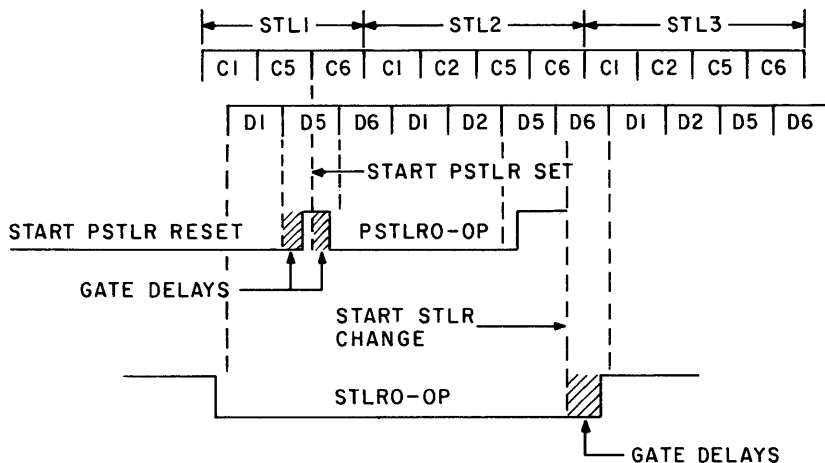 STL1 STL2 STL3
C1 C5 C6 C1 C2 C5 C6 C1 C2 C5 C6
D1 D5 D6 D1 D2 D5 D6 D1 D2 D5 D6
START PSTLR SET
START PSTLR RESET PSTLRO-OP
GATE DELAYS
START STLR
CHANGE
STLRO-OP
GATE DELAYS